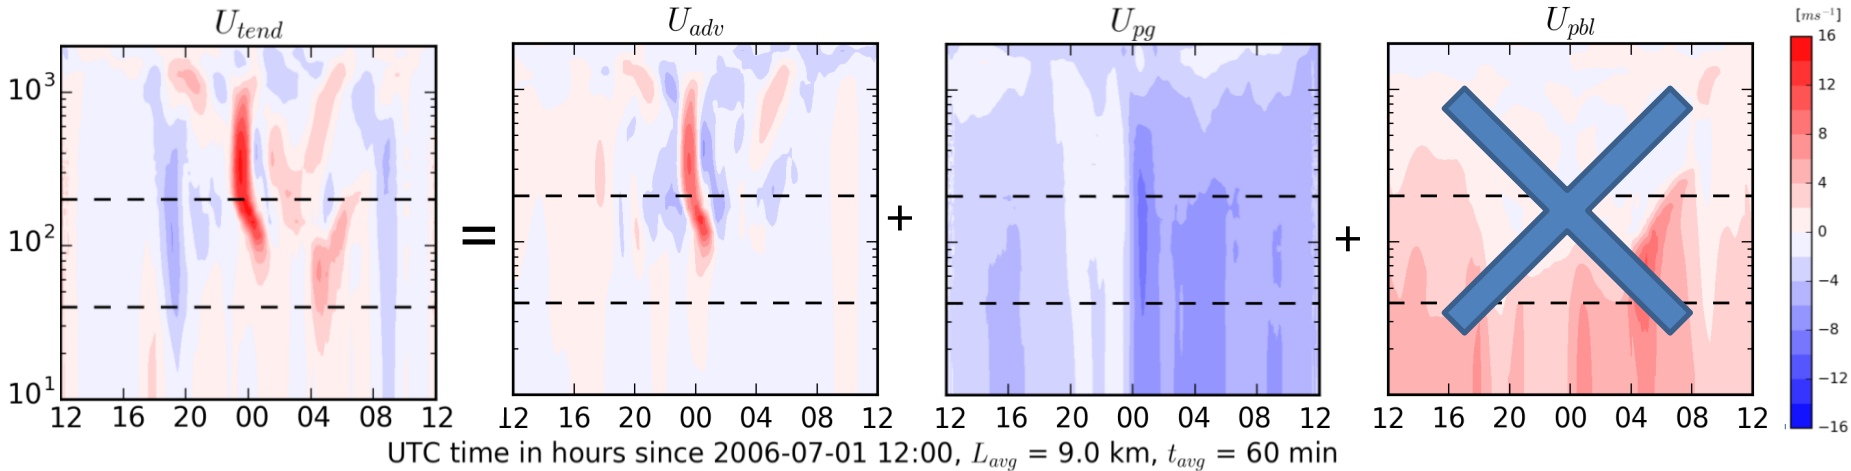 U_tend U_adv U_pg U_pbl [ms⁻¹]
10³
10²
10¹
= + +
12 16 20 00 04 08 12
12 16 20 00 04 08 12
12 16 20 00 04 08 12
12 16 20 00 04 08 12
16
12
8
4
0
−4
−8
−12
−16
UTC time in hours since 2006-07-01 12:00, L_avg = 9.0 km, t_avg = 60 min